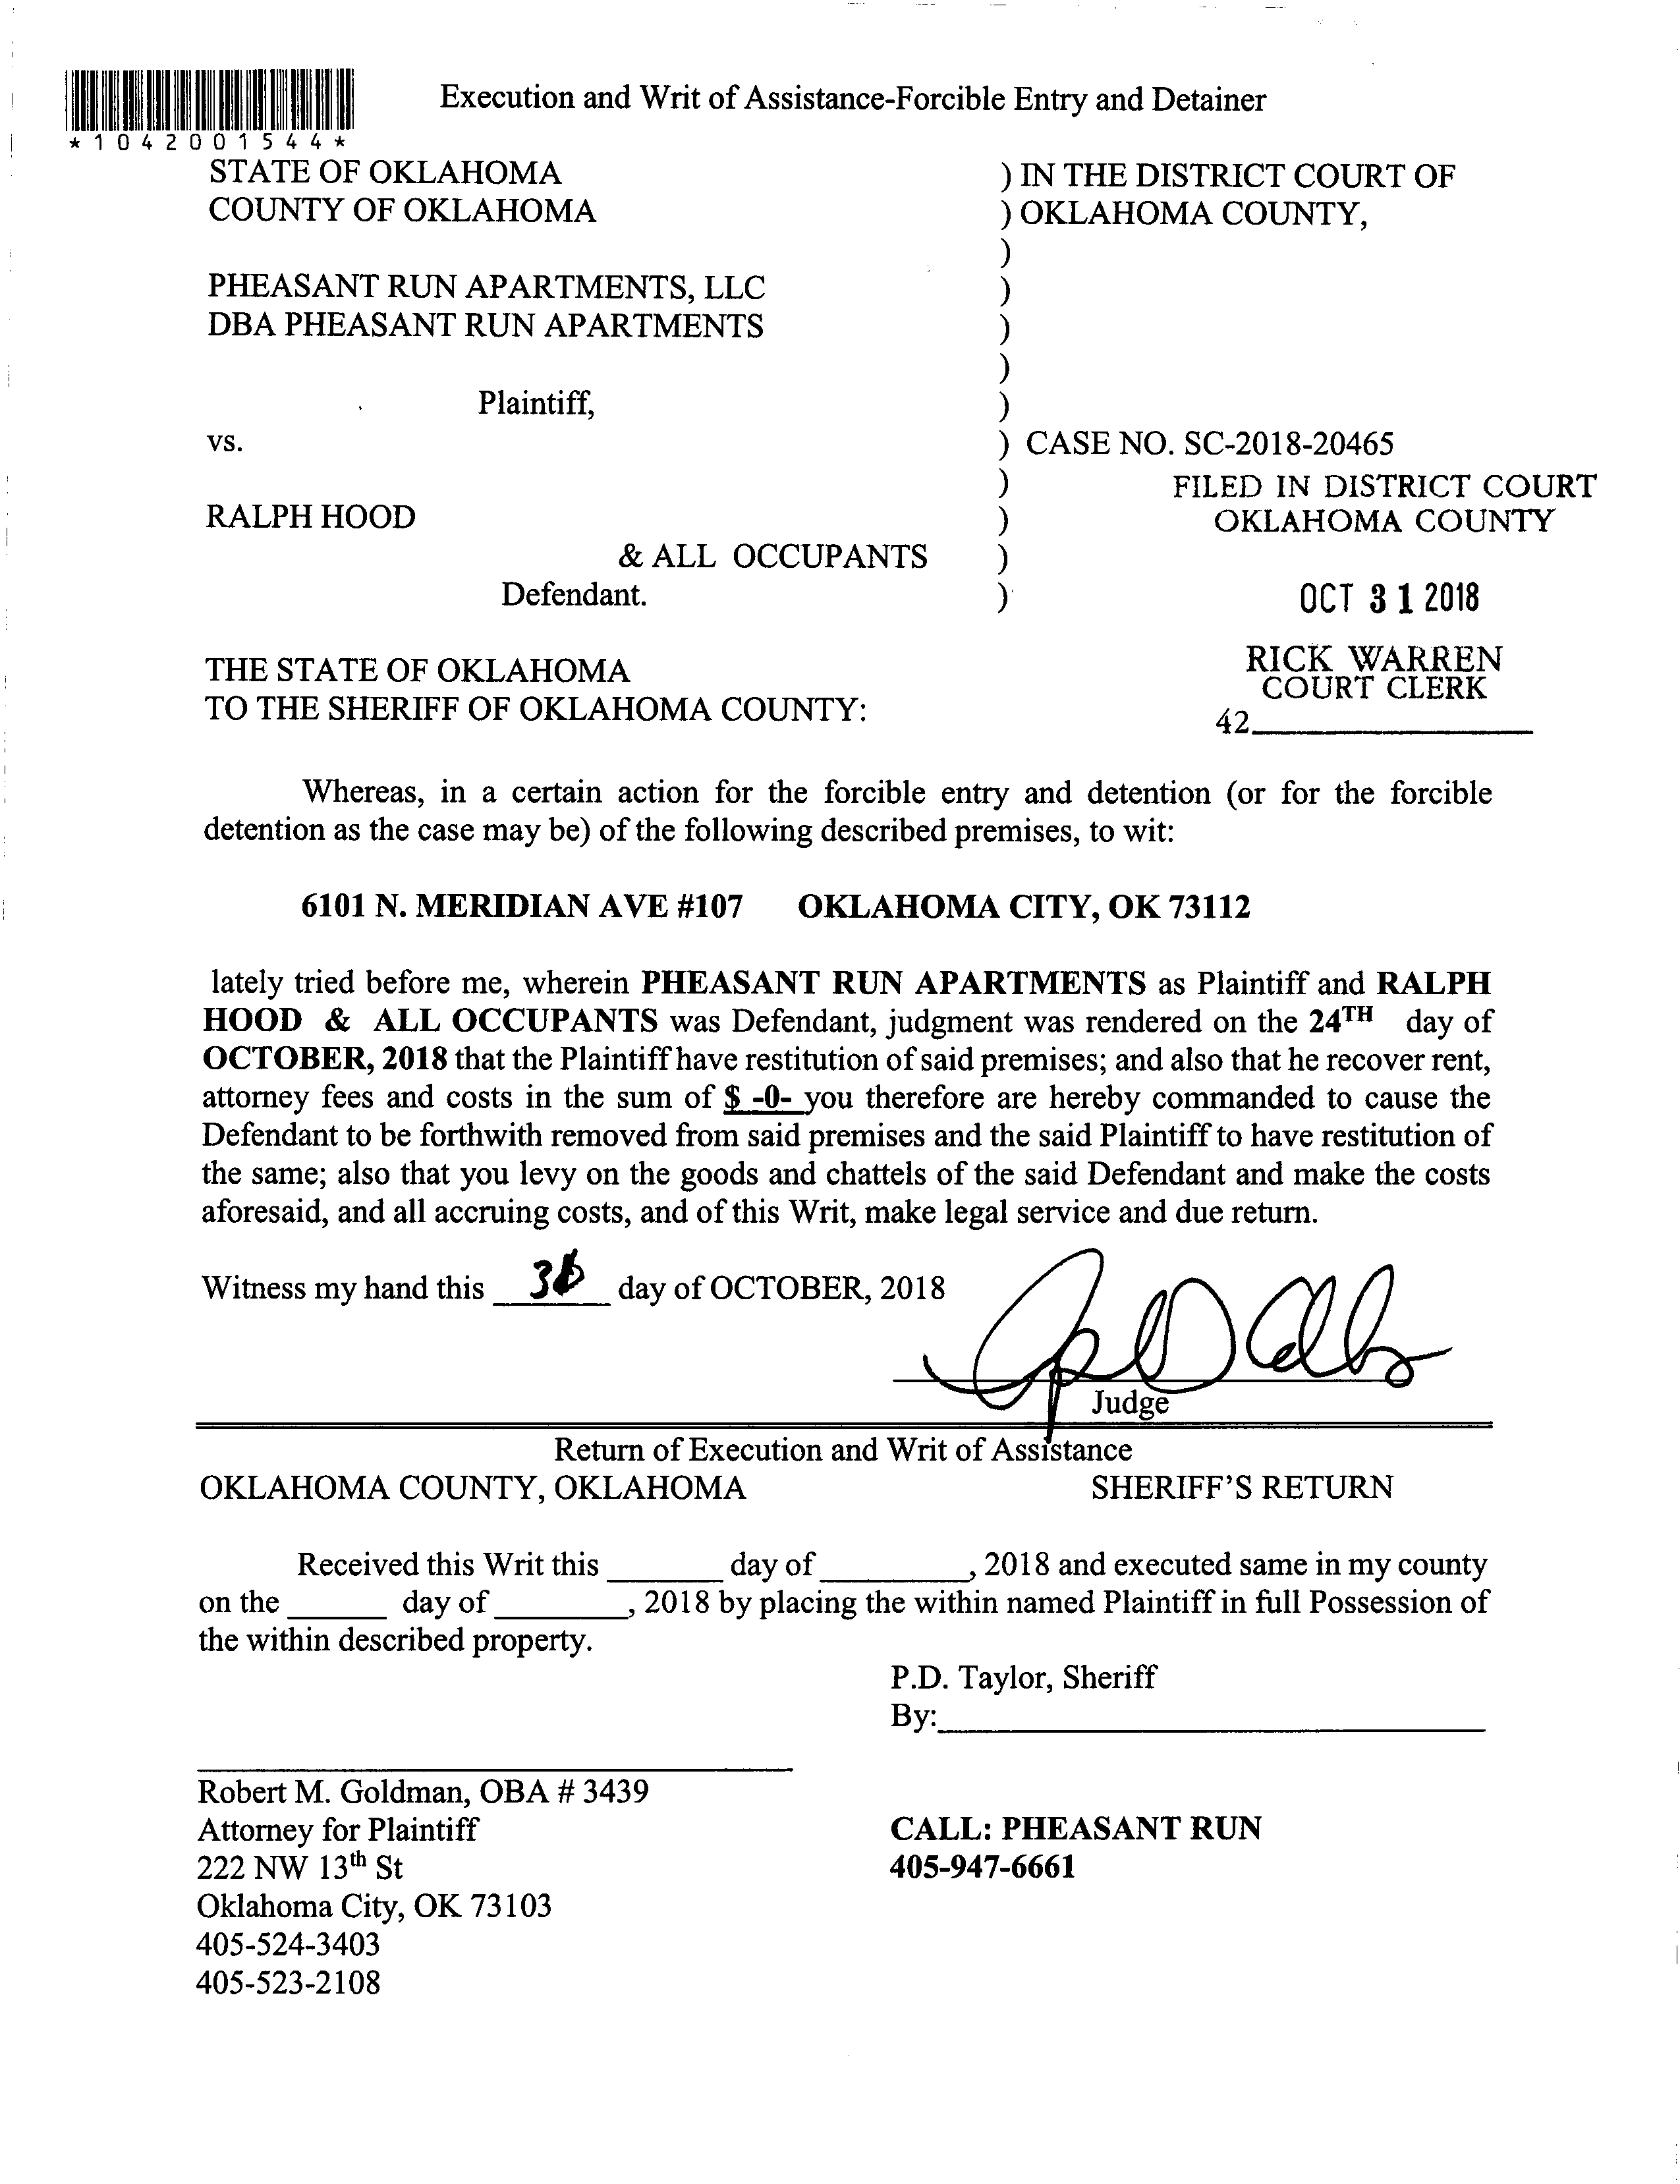 Execution and Writ of Assistance-Forcible Entry and Detainer
*1042001544*
STATE OF OKLAHOMA ) IN THE DISTRICT COURT OF
COUNTY OF OKLAHOMA ) OKLAHOMA COUNTY,
)
PHEASANT RUN APARTMENTS, LLC )
DBA PHEASANT RUN APARTMENTS )
)
Plaintiff, )
vs. ) CASE NO. SC-2018-20465
) FILED IN DISTRICT COURT
RALPH HOOD ) OKLAHOMA COUNTY
& ALL OCCUPANTS )
Defendant. ) OCT 31 2018
RICK WARREN
THE STATE OF OKLAHOMA COURT CLERK
TO THE SHERIFF OF OKLAHOMA COUNTY:
42
Whereas, in a certain action for the forcible entry and detention (or for the forcible
detention as the case may be) of the following described premises, to wit:
6101 N. MERIDIAN AVE #107 OKLAHOMA CITY, OK 73112
lately tried before me, wherein PHEASANT RUN APARTMENTS as Plaintiff and RALPH
HOOD & ALL OCCUPANTS was Defendant, judgment was rendered on the 24TH day of
OCTOBER, 2018 that the Plaintiff have restitution of said premises; and also that he recover rent,
attorney fees and costs in the sum of $ -0- you therefore are hereby commanded to cause the
Defendant to be forthwith removed from said premises and the said Plaintiff to have restitution of
the same; also that you levy on the goods and chattels of the said Defendant and make the costs
aforesaid, and all accruing costs, and of this Writ, make legal service and due return.
Witness my hand this ______ day of OCTOBER, 2018
Judge
Return of Execution and Writ of Assistance
OKLAHOMA COUNTY, OKLAHOMA SHERIFF'S RETURN
Received this Writ this _______ day of _________, 2018 and executed same in my county
on the ______ day of ________, 2018 by placing the within named Plaintiff in full Possession of
the within described property.
P.D. Taylor, Sheriff
By:
Robert M. Goldman, OBA # 3439
Attorney for Plaintiff CALL: PHEASANT RUN
222 NW 13th St 405-947-6661
Oklahoma City, OK 73103
405-524-3403
405-523-2108